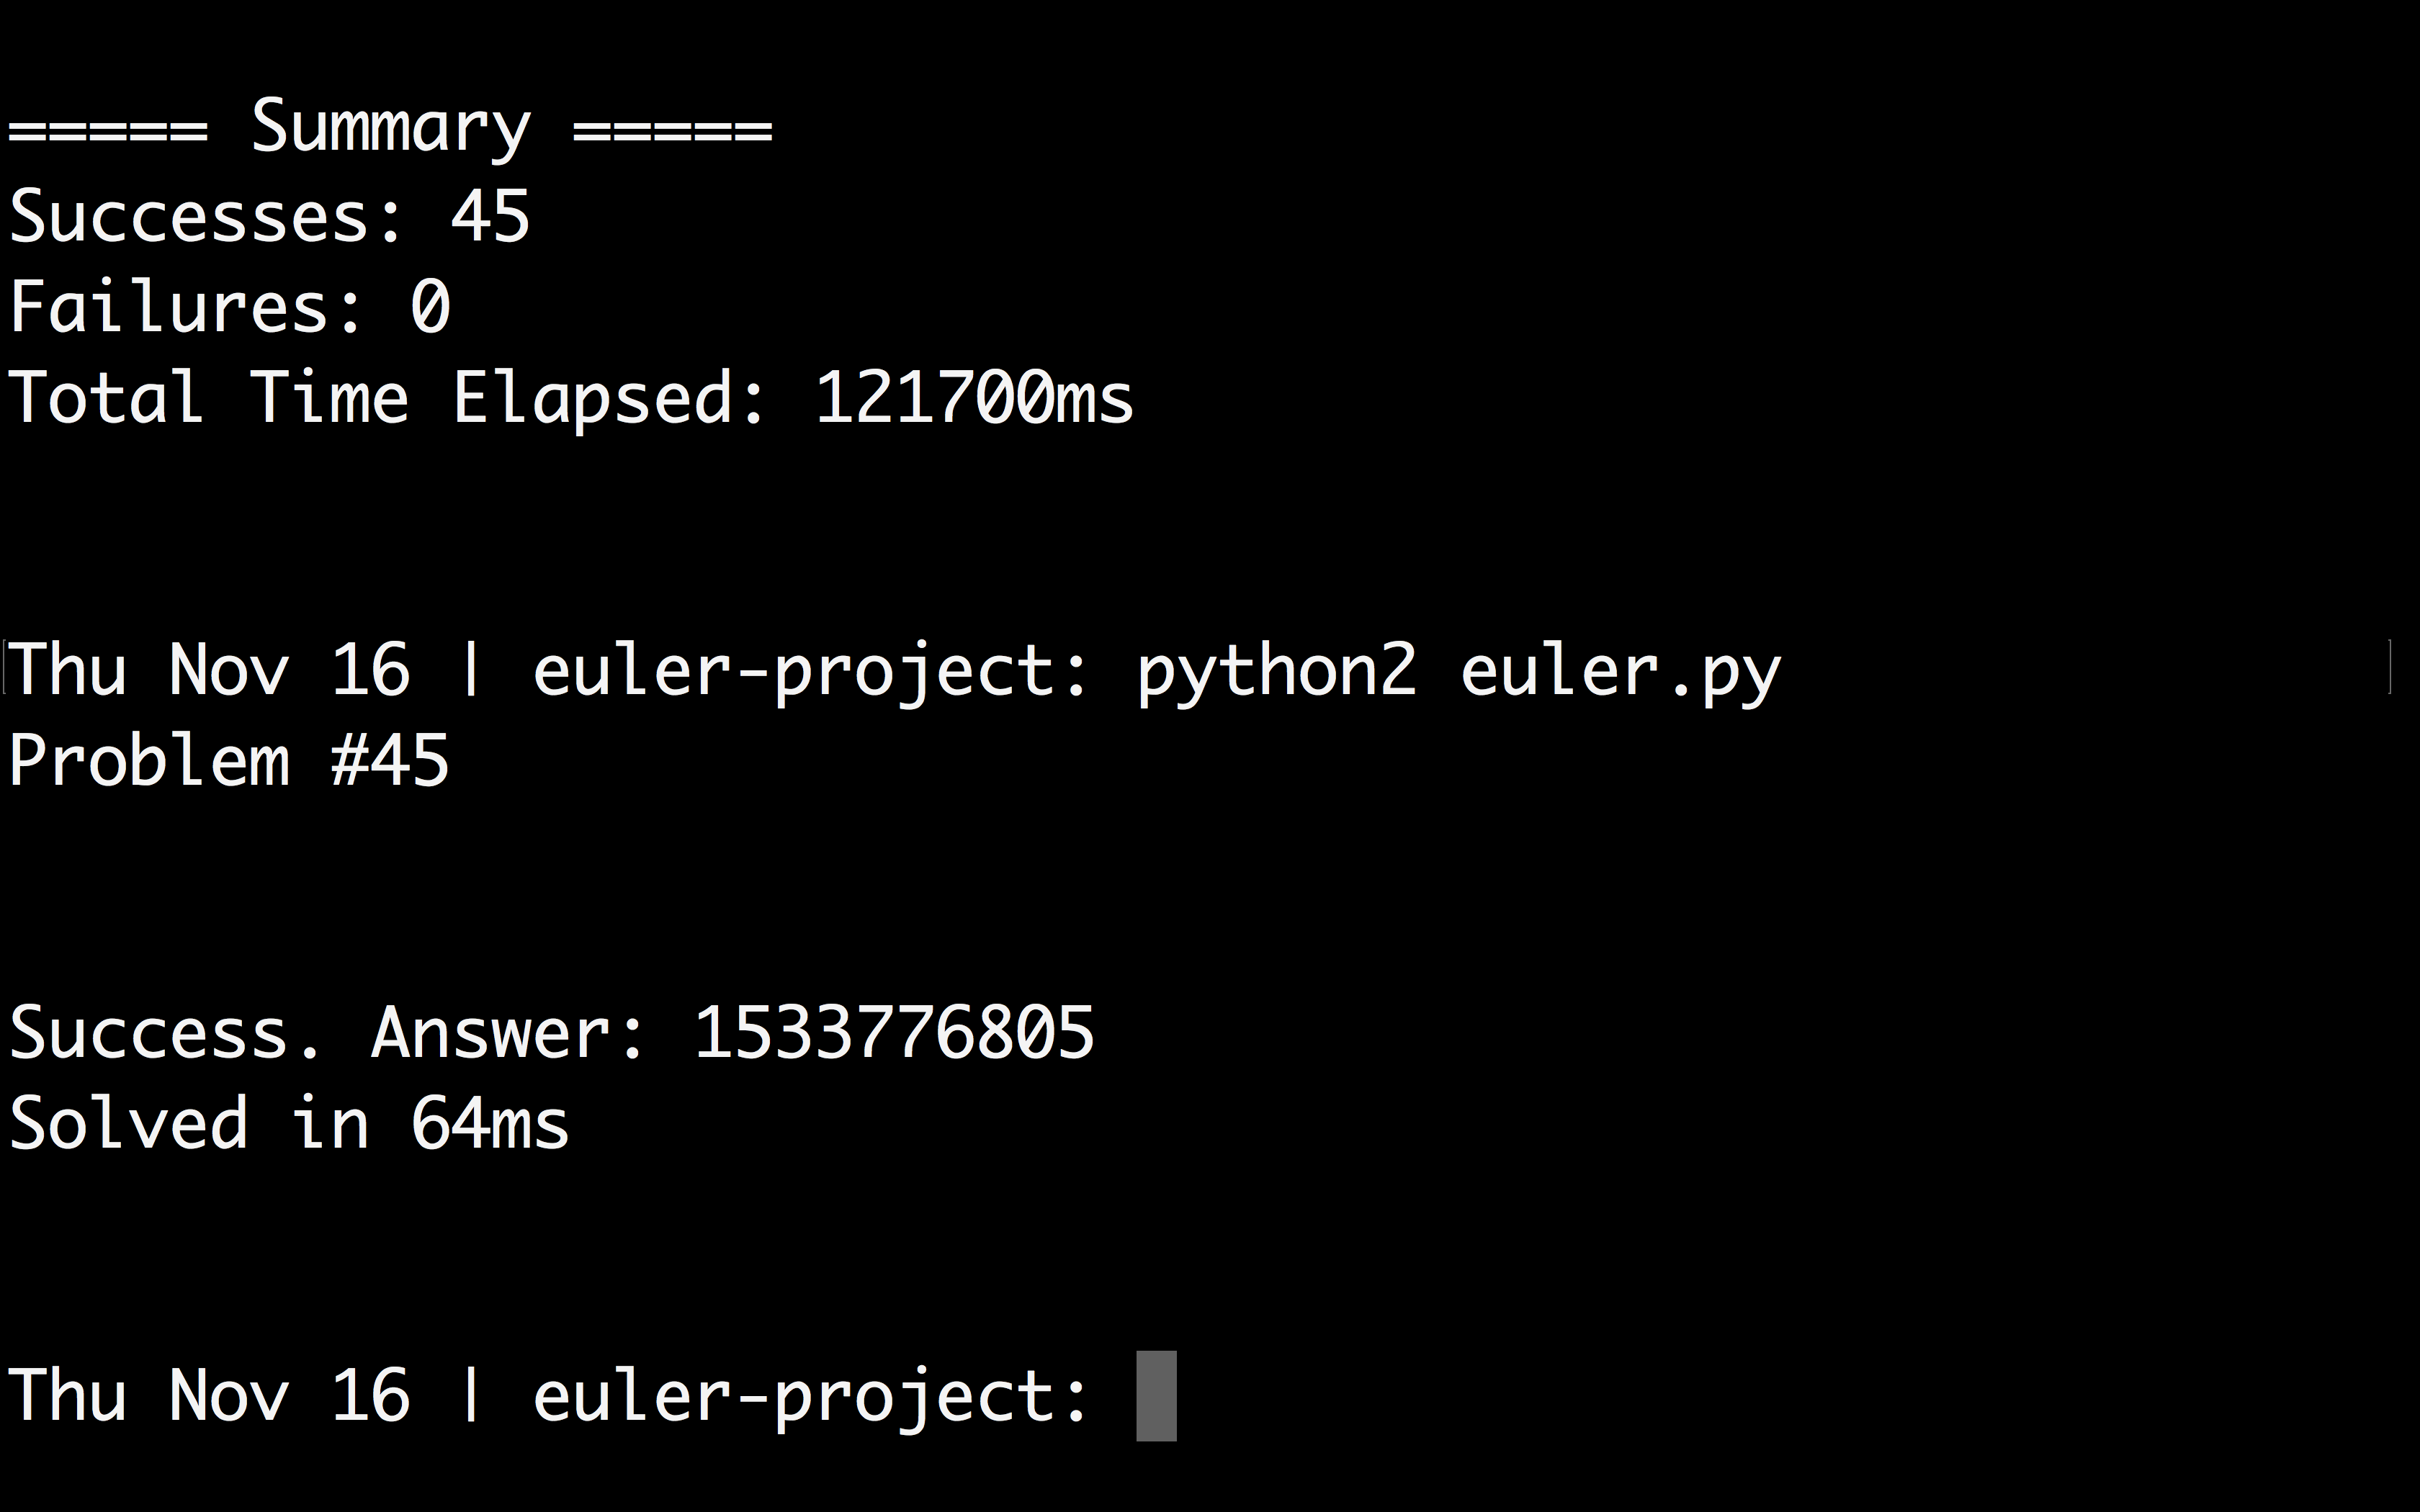 ===== Summary =====
Successes: 45
Failures: 0
Total Time Elapsed: 121700ms
Thu Nov 16 | euler-project: python2 euler.py
Problem #45
Success. Answer: 1533776805
Solved in 64ms
Thu Nov 16 | euler-project: